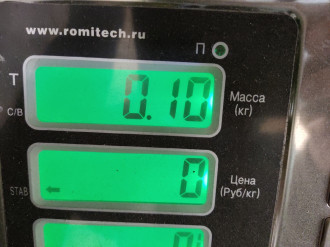 www.romitech.ru
П
Т
0.10
Масса
(кг)
С/В
0
Цена
(Руб/кг)
STAB